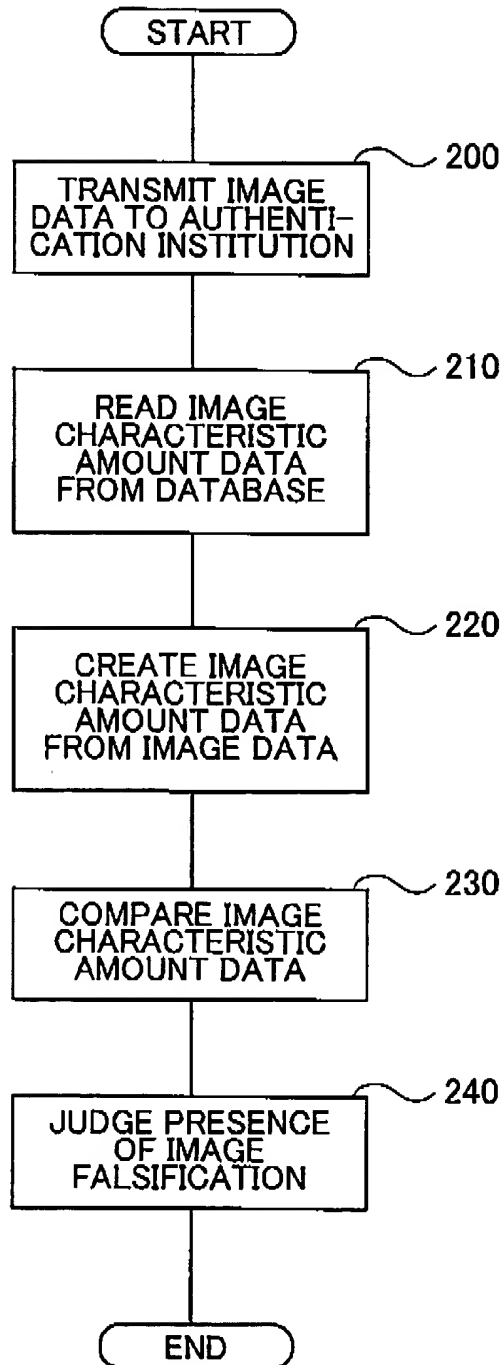 START
200
TRANSMIT IMAGE
DATA TO AUTHENTI-
CATION INSTITUTION
210
READ IMAGE
CHARACTERISTIC
AMOUNT DATA
FROM DATABASE
220
CREATE IMAGE
CHARACTERISTIC
AMOUNT DATA
FROM IMAGE DATA
230
COMPARE IMAGE
CHARACTERISTIC
AMOUNT DATA
240
JUDGE PRESENCE
OF IMAGE
FALSIFICATION
END